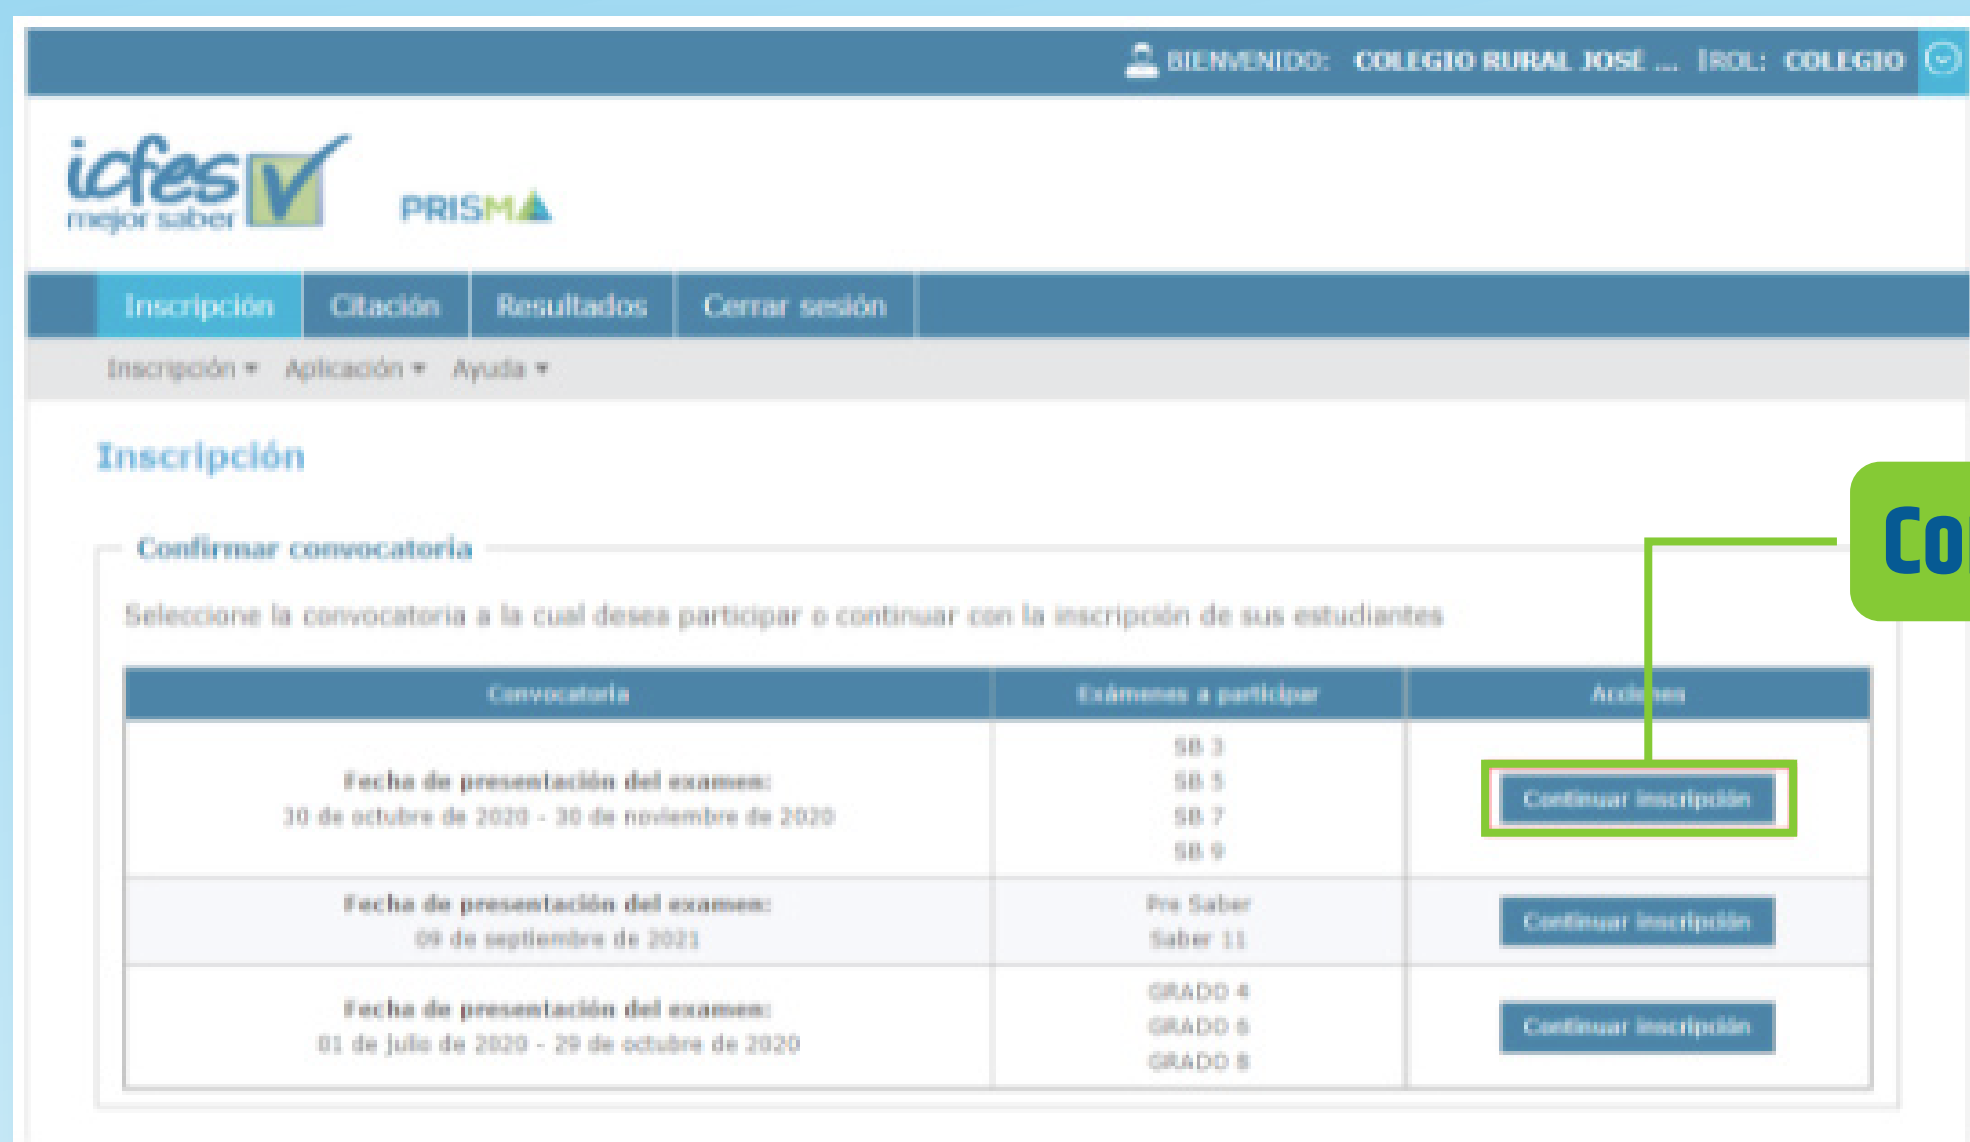 BIENVENIDO: COLEGIO RURAL JOSÉ ... |ROL: COLEGIO
icfes
mejor saber
PRISMA
Inscripción Citación Resultados Cerrar sesión
Inscripción Aplicación Ayuda
Inscripción
Confirmar convocatoria
Co
Seleccione la convocatoria a la cual desea participar o continuar con la inscripción de sus estudiantes
Convocatoria Exámenes a participar Acciones
Fecha de presentación del examen:
30 de octubre de 2020 - 30 de noviembre de 2020
SB 3
SB 5
SB 7
SB 9
Continuar inscripción
Fecha de presentación del examen:
09 de septiembre de 2021
Pre Saber
Saber 11
Continuar inscripción
Fecha de presentación del examen:
01 de julio de 2020 - 29 de octubre de 2020
GRADO 4
GRADO 6
GRADO 8
Continuar inscripción